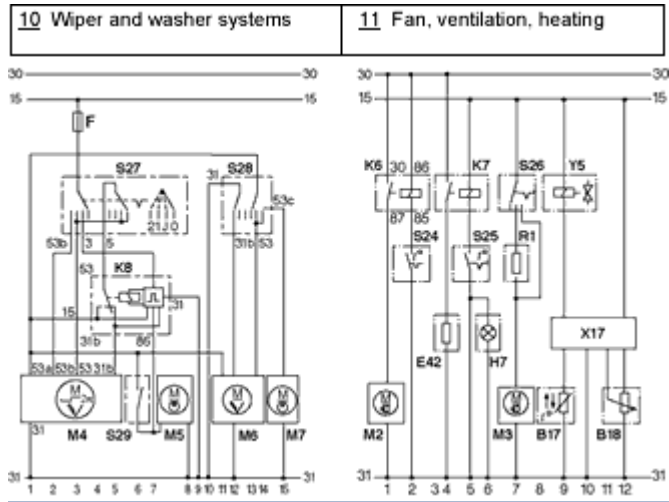 10 Wiper and washer systems
11 Fan, ventilation, heating
30 30 30 30
15 15 15 15
F
S27 S28 K6 30 86 K7 S26 Y5
31
53c
2 1 J 0
87 85
53b 3 5 31b 53 S24 S25 R1
53 K8
15 31
X17
31b 86
E42 H7
53a 53b 53 31b
M
M M M M M
31 M4 S29 M5 M6 M7 M2 M3 B17 B18
31 31 31 31
1 2 3 4 5 6 7 8 9 10 11 12 13 14 15
1 2 3 4 5 6 7 8 9 10 11 12